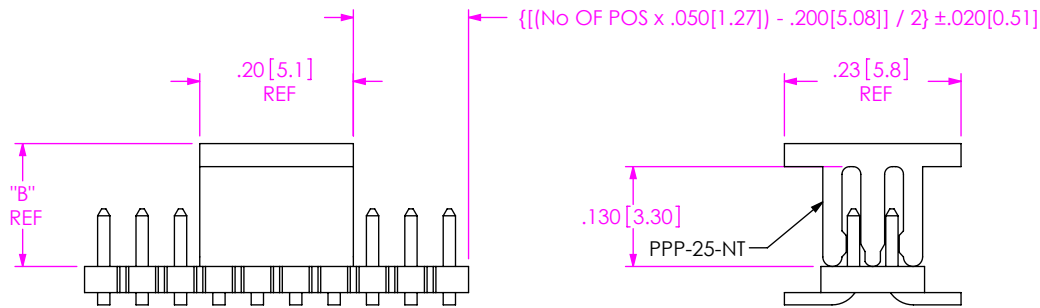 {[(No OF POS x .050[1.27]) - .200[5.08]] / 2} ±.020[0.51]
.20[5.1]
REF
.23[5.8]
REF
"B"
REF
.130[3.30]
PPP-25-NT